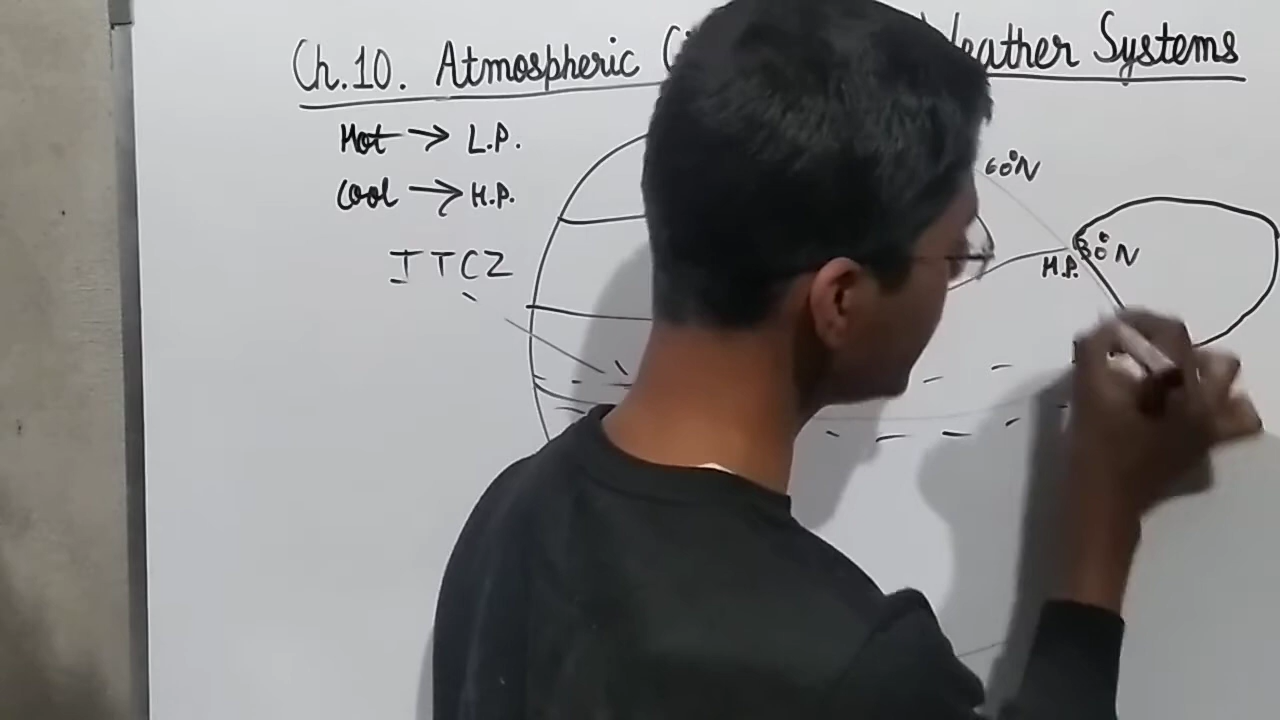 Ch.10. Atmospheric Weather Systems
Hot → L.P.
Cool → H.P.
ITCZ
60°N
30°N
H.P.